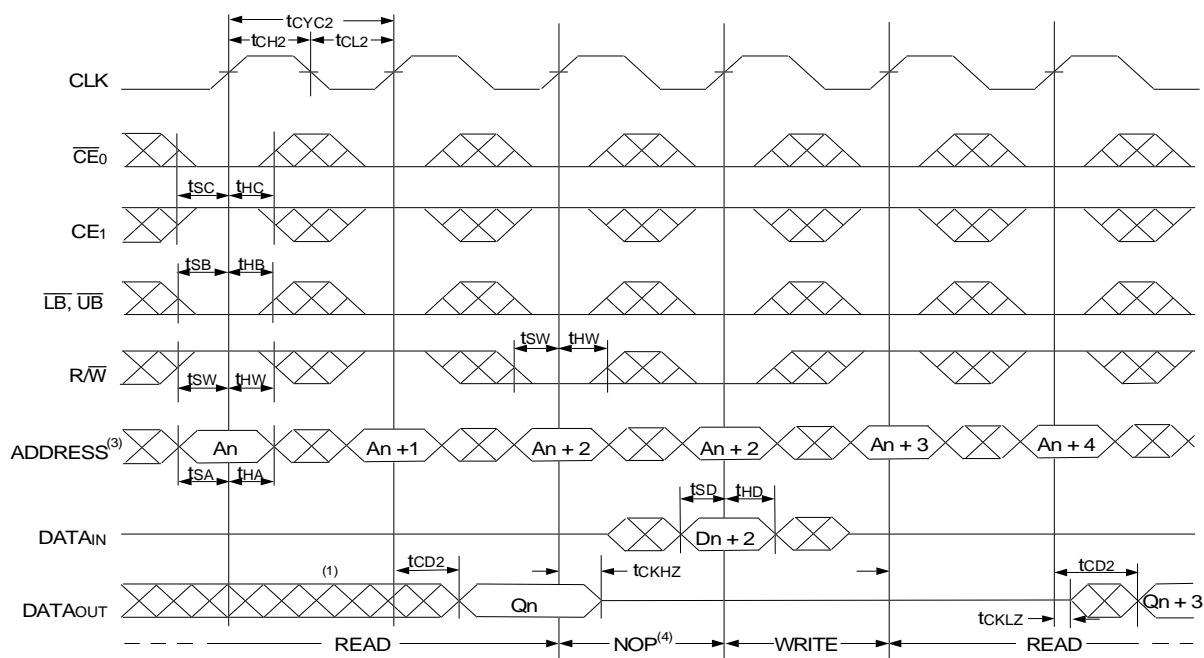 tCYC2
tCH2 tCL2
CLK
CE0
tSC tHC
CE1
tSB tHB
LB, UB
tSW tHW
R/W
tSW tHW
ADDRESS(3) An An +1 An + 2 An + 2 An + 3 An + 4
tSA tHA
tSD tHD
DATAIN Dn + 2
tCD2 tCKHZ tCD2
(1)
DATAOUT Qn Qn + 3
tCKLZ
READ NOP(4) WRITE READ